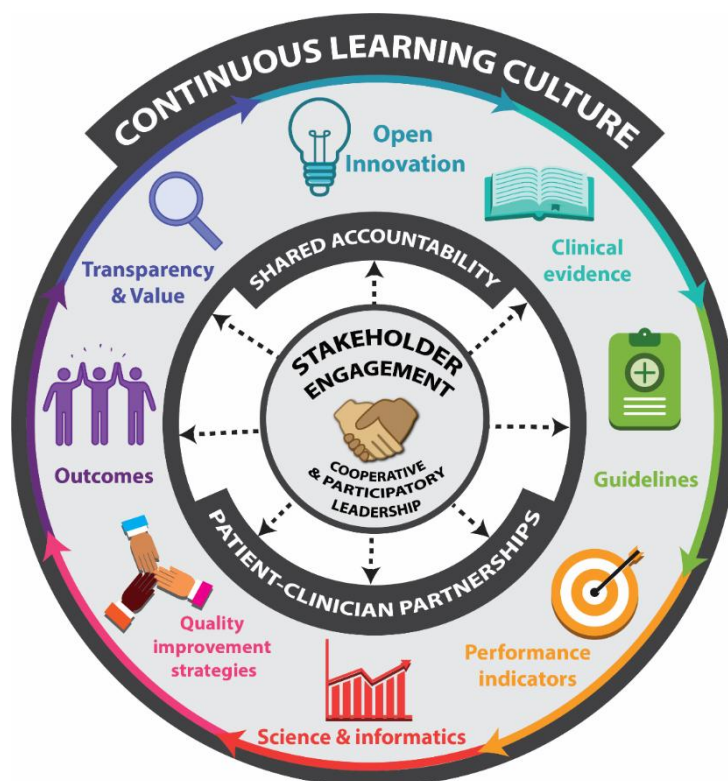 CONTINUOUS LEARNING CULTURE
Open
Innovation
Clinical
evidence
Guidelines
Performance
indicators
Science & informatics
Quality
improvement
strategies
Outcomes
Transparency
& Value
SHARED ACCOUNTABILITY
STAKEHOLDER
ENGAGEMENT
COOPERATIVE
& PARTICIPATORY
LEADERSHIP
PATIENT-CLINICIAN PARTNERSHIPS